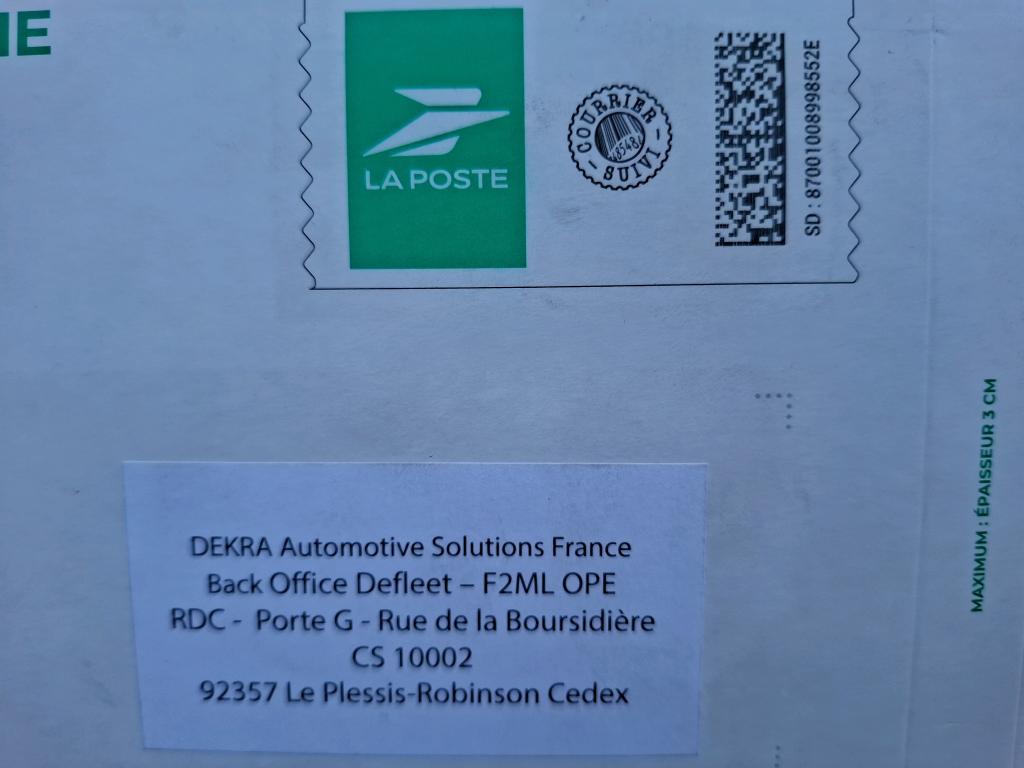 IE
LA POSTE
COURRIER
SUIVI
SD : 87001008998552E
MAXIMUM : ÉPAISSEUR 3 CM
DEKRA Automotive Solutions France
Back Office Defleet – F2ML OPE
RDC - Porte G - Rue de la Boursidière
CS 10002
92357 Le Plessis-Robinson Cedex